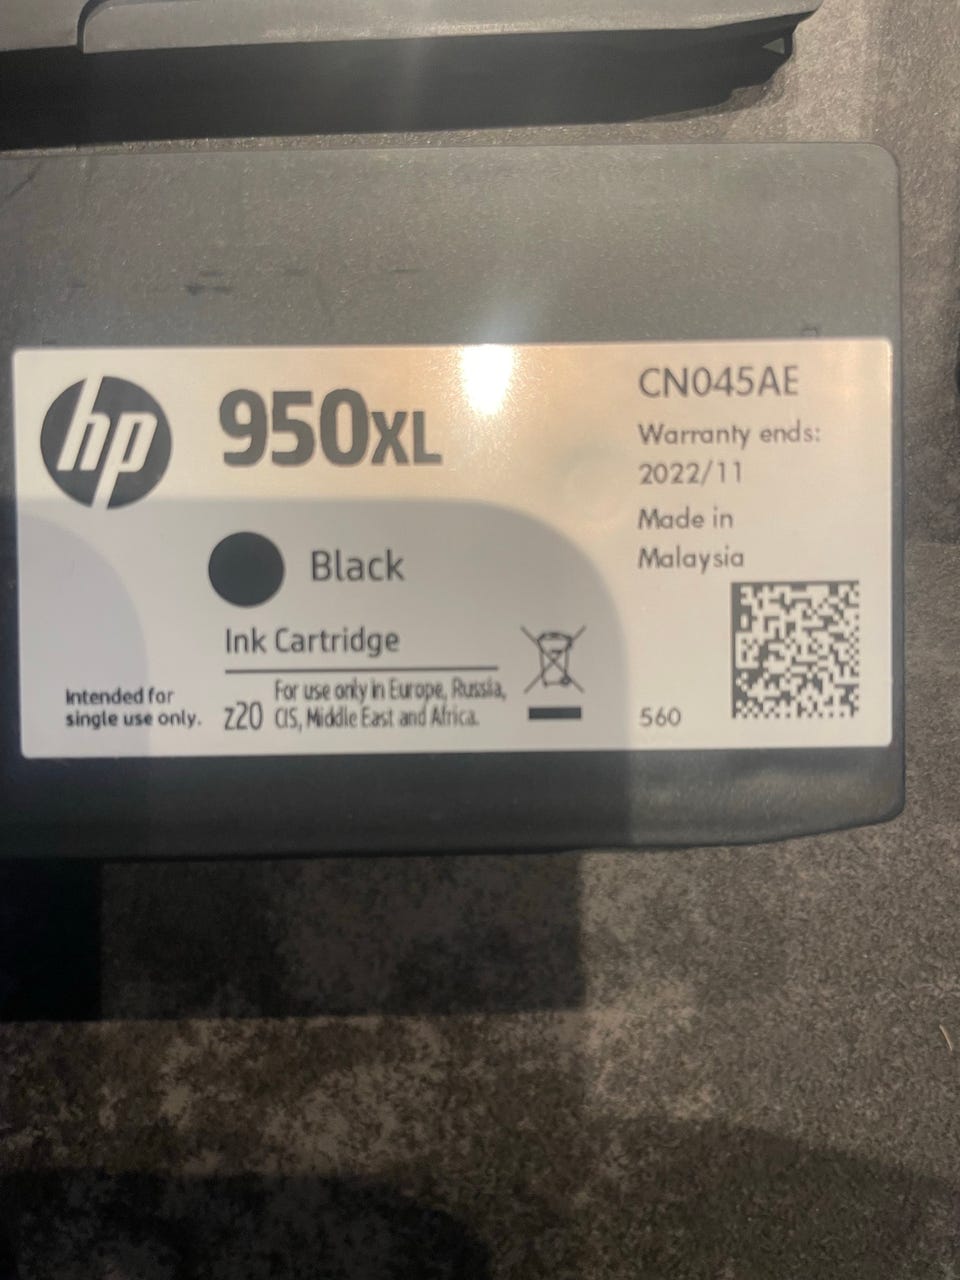 hp
950XL
Black
Ink Cartridge
Intended for
single use only.
z20
For use only in Europe, Russia,
CIS, Middle East and Africa.
CN045AE
Warranty ends:
2022/11
Made in
Malaysia
560